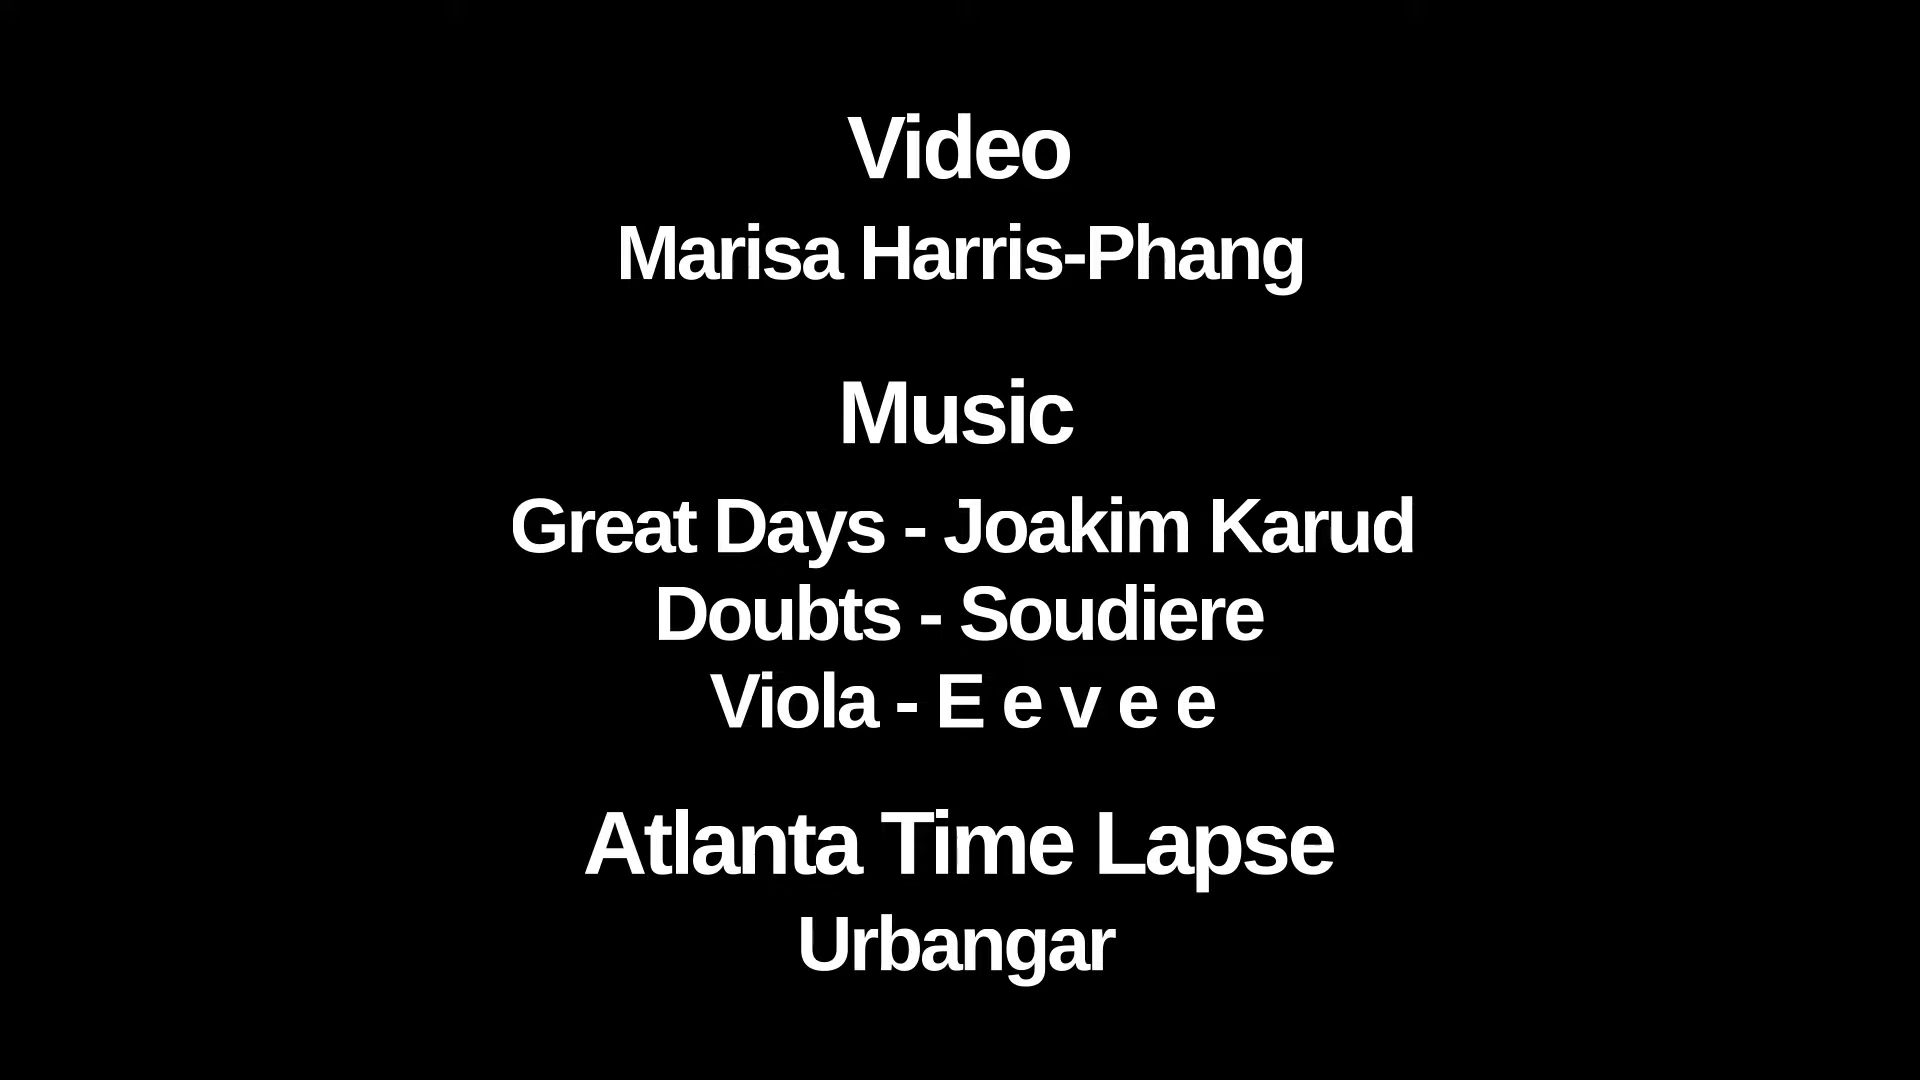 Video
Marisa Harris-Phang
Music
Great Days - Joakim Karud
Doubts - Soudiere
Viola - E e v e e
Atlanta Time Lapse
Urbangar